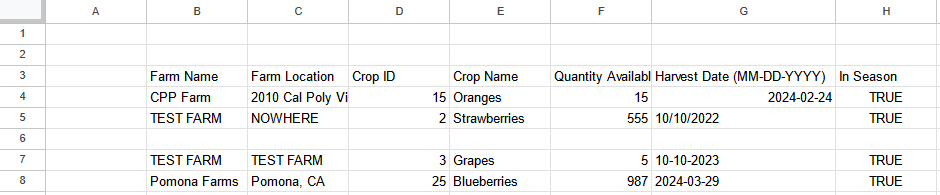 A B C D E F G H
1
2
3 Farm Name Farm Location Crop ID Crop Name Quantity Availabl Harvest Date (MM-DD-YYYY) In Season
4 CPP Farm 2010 Cal Poly Vi 15 Oranges 15 2024-02-24 TRUE
5 TEST FARM NOWHERE 2 Strawberries 555 10/10/2022 TRUE
6
7 TEST FARM TEST FARM 3 Grapes 5 10-10-2023 TRUE
8 Pomona Farms Pomona, CA 25 Blueberries 987 2024-03-29 TRUE